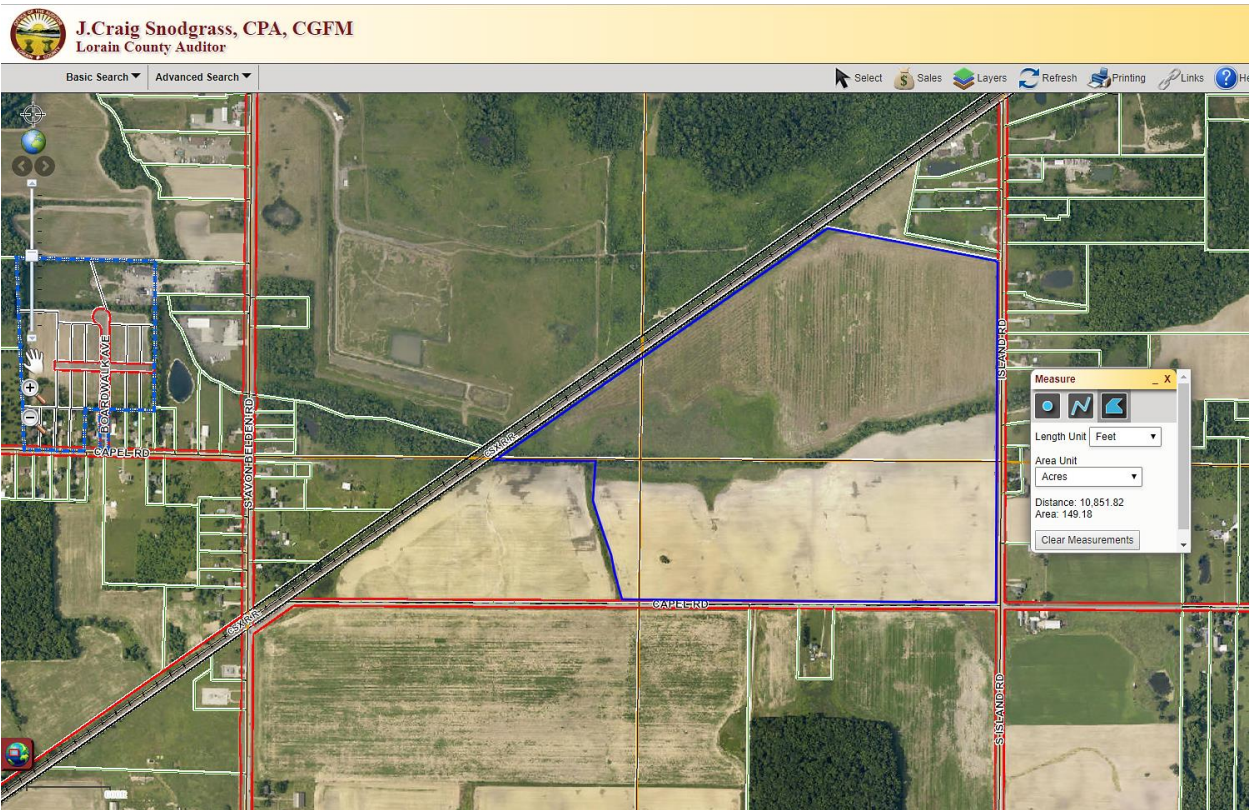 J.Craig Snodgrass, CPA, CGFM
Lorain County Auditor
Basic Search Advanced Search Select Sales Layers Refresh Printing Links
ISLAND RD
BOARDWALK AVE
Measure _ X
Length Unit Feet
Area Unit
Acres
Distance: 10,851.82
Area: 149.18
Clear Measurements
CAPEL RD
S AVON BELDEN RD
CSX R.R.
CAPEL RD
CSX R.R.
S ISLAND RD